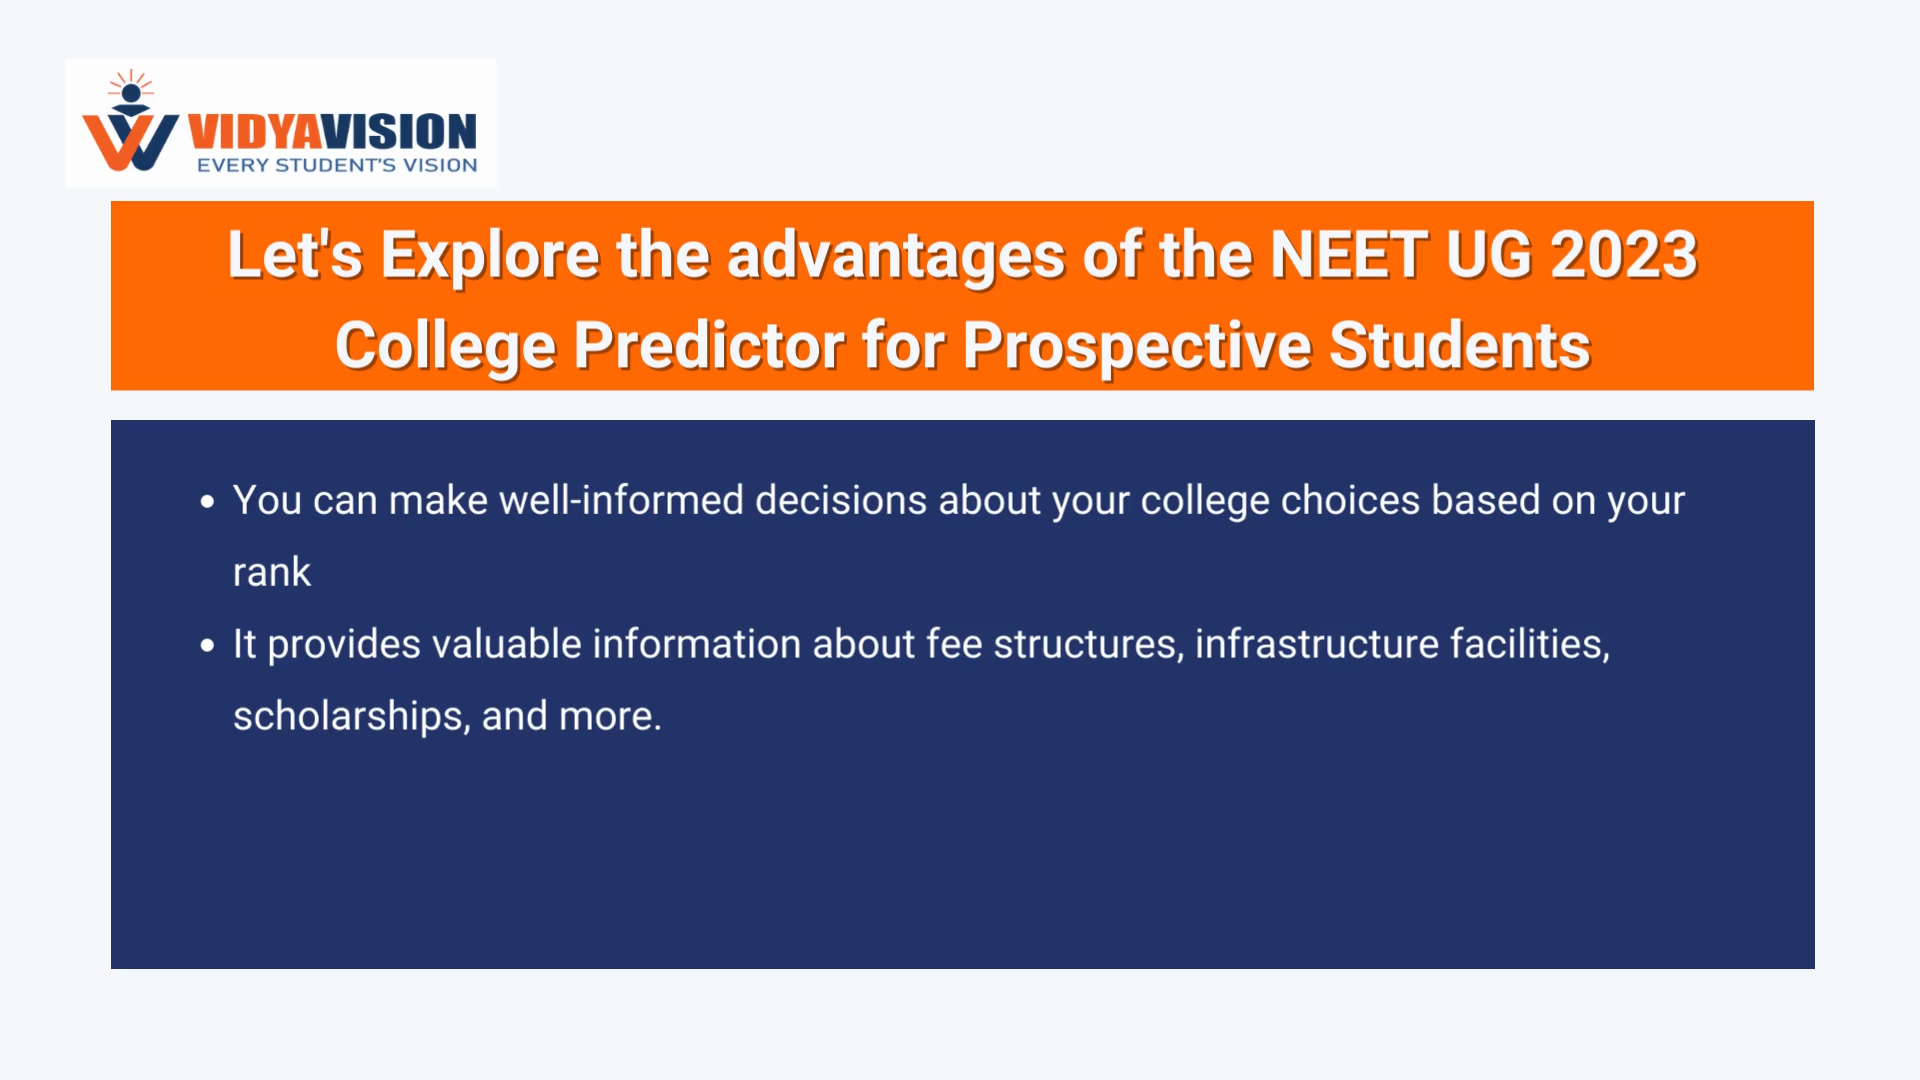 VIDYAVISION
EVERY STUDENT'S VISION
Let's Explore the advantages of the NEET UG 2023
College Predictor for Prospective Students
• You can make well-informed decisions about your college choices based on your
rank
• It provides valuable information about fee structures, infrastructure facilities,
scholarships, and more.